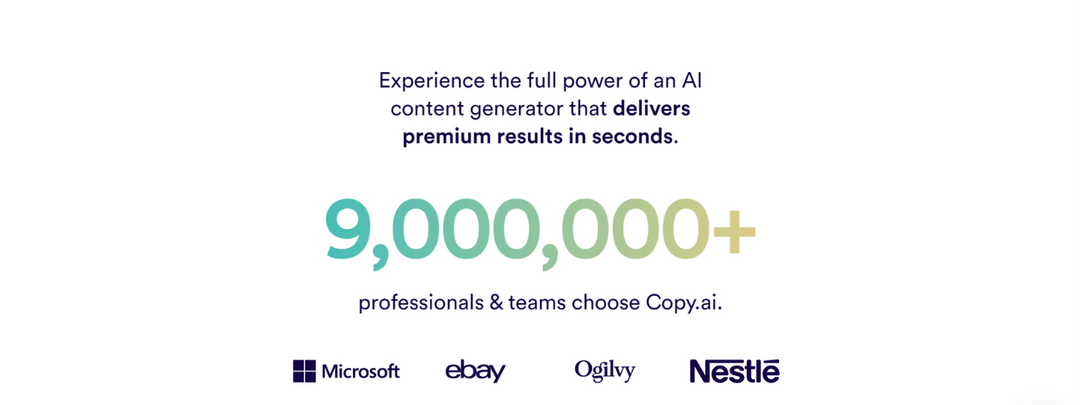 Experience the full power of an AI
content generator that delivers
premium results in seconds.
9,000,000+
professionals & teams choose Copy.ai.
Microsoft ebay Ogilvy Nestlé